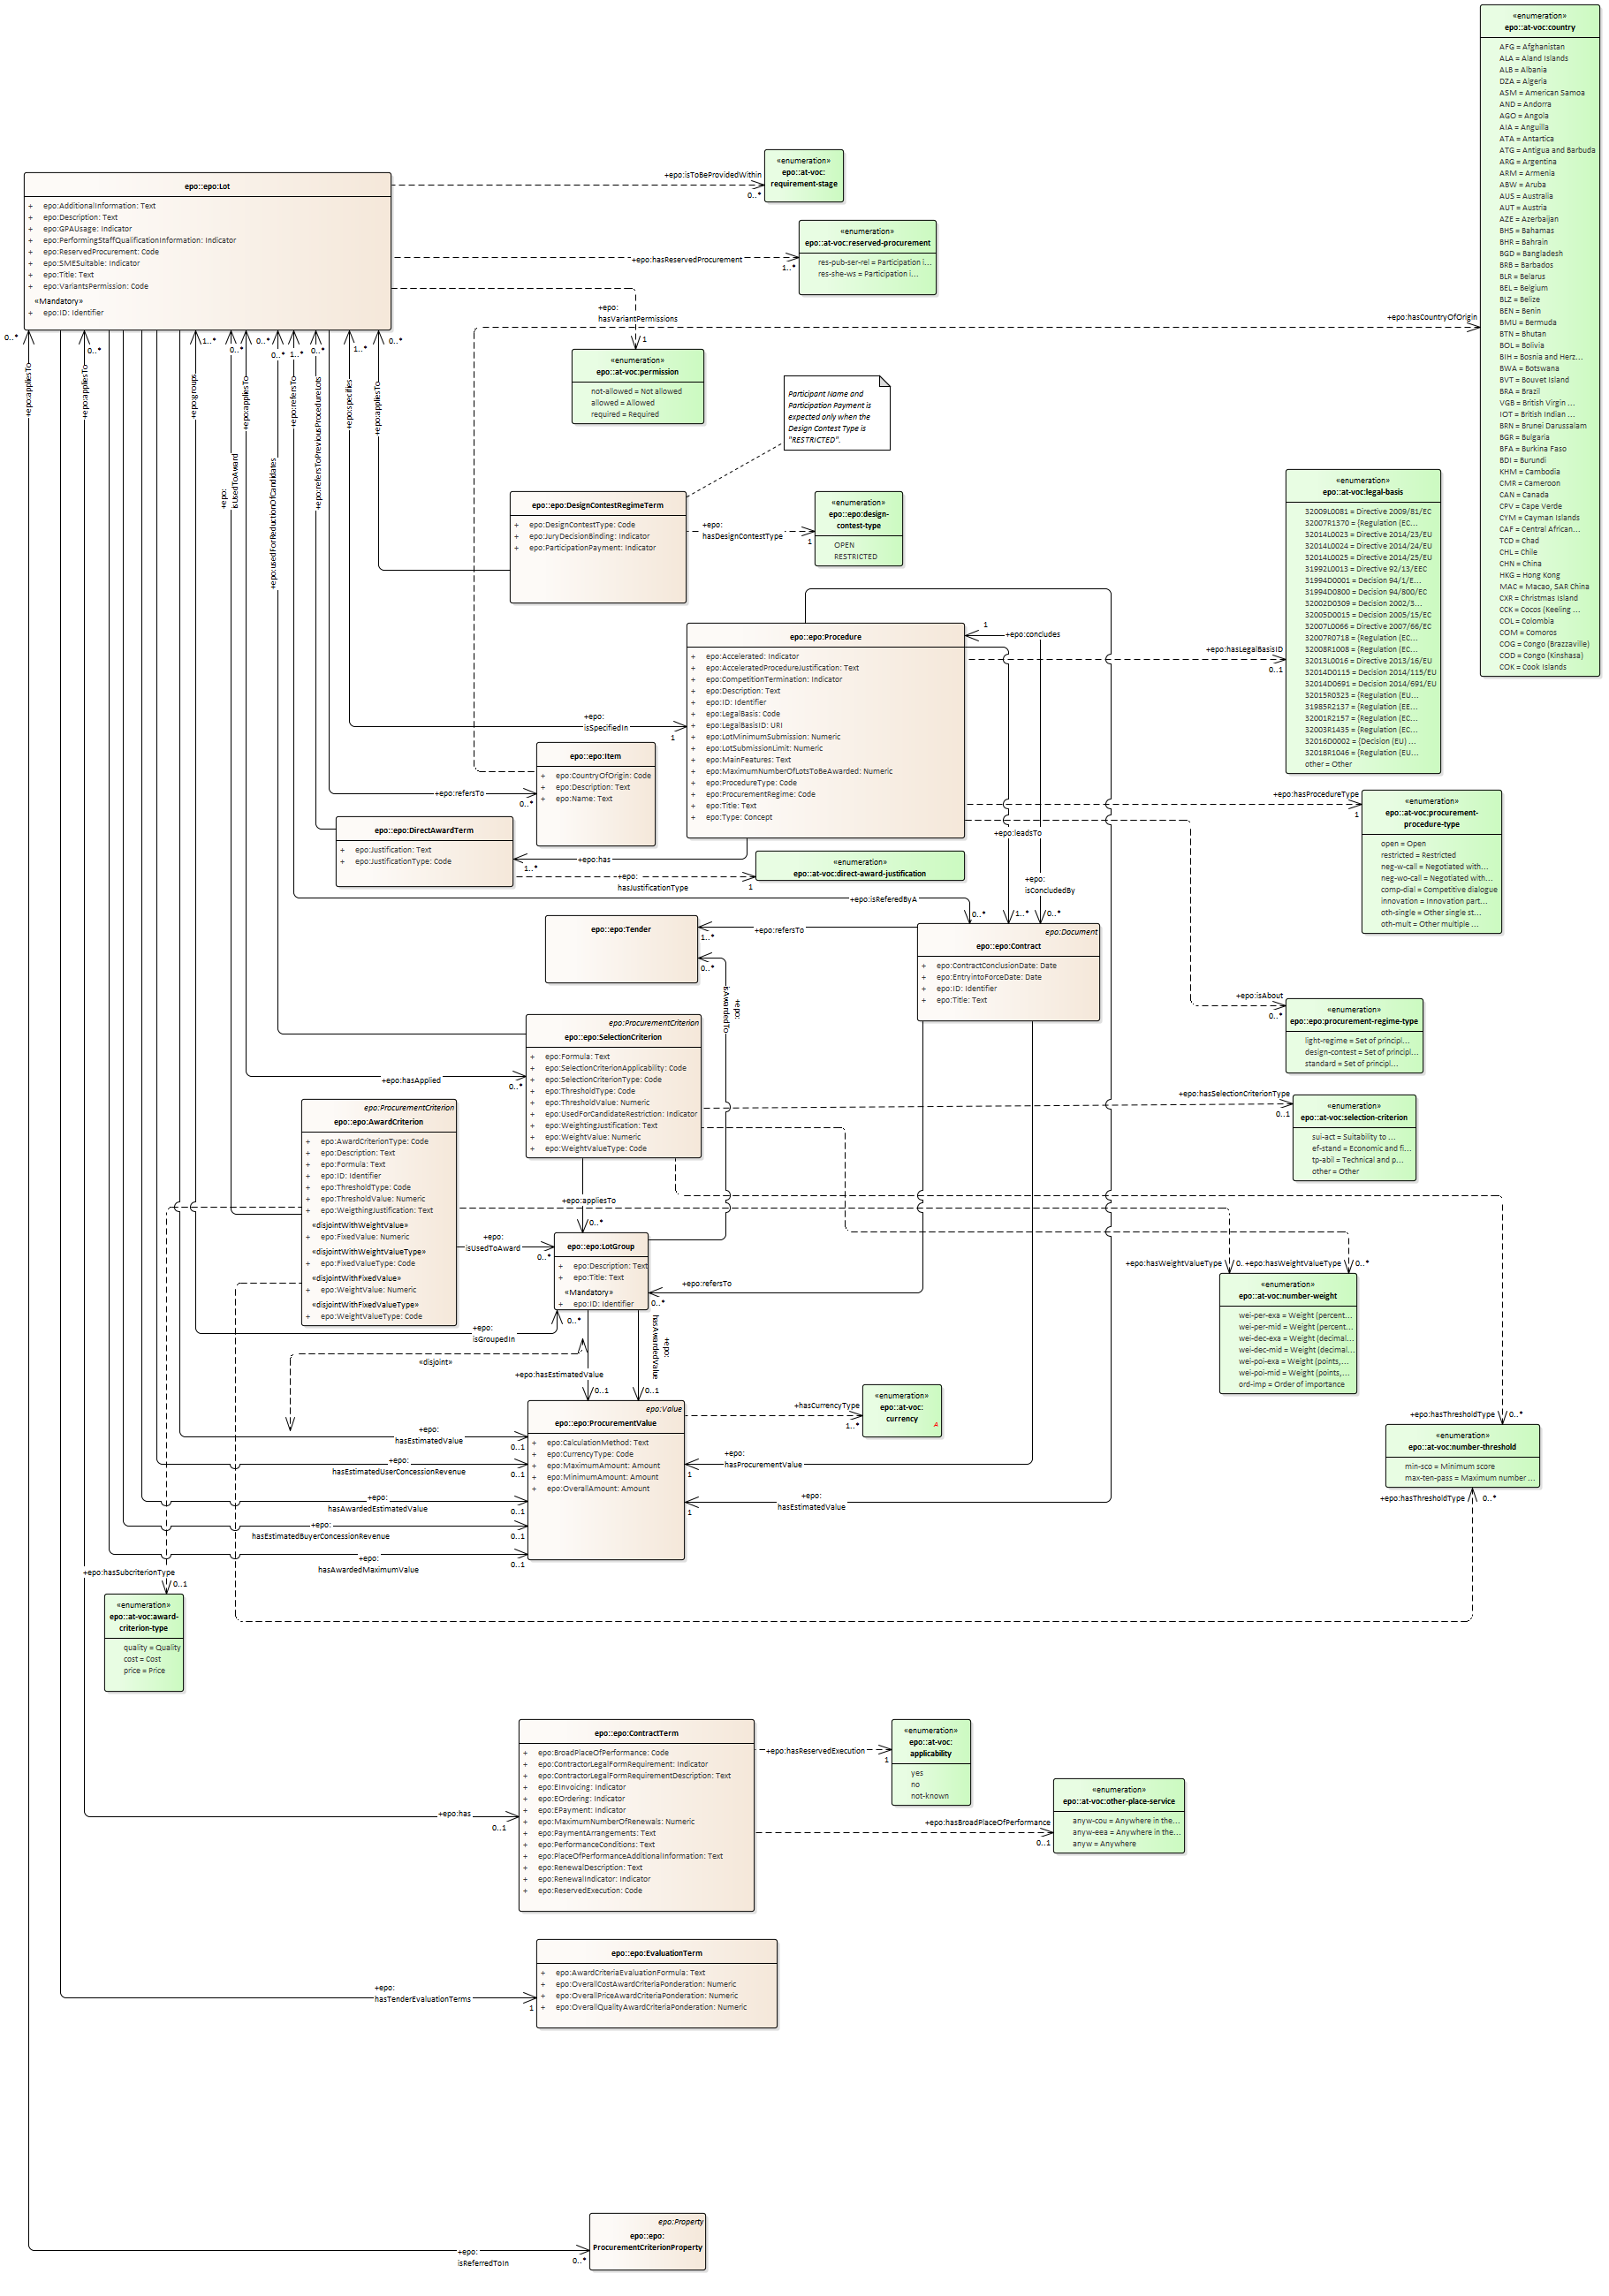 «enumeration»
epo::at-voc:country
AFG = Afghanistan
ALA = Aland Islands
ALB = Albania
DZA = Algeria
ASM = American Samoa
AND = Andorra
AGO = Angola
AIA = Anguilla
ATA = Antartica
ATG = Antigua and Barbuda
ARG = Argentina
ARM = Armenia
ABW = Aruba
AUS = Australia
AUT = Austria
AZE = Azerbaijan
BHS = Bahamas
BHR = Bahrain
BGD = Bangladesh
BRB = Barbados
BLR = Belarus
BEL = Belgium
BLZ = Belize
BEN = Benin
BMU = Bermuda
BTN = Bhutan
BOL = Bolivia
BIH = Bosnia and Herz...
BWA = Botswana
BVT = Bouvet Island
BRA = Brazil
VGB = British Virgin ...
IOT = British Indian ...
BRN = Brunei Darussalam
BGR = Bulgaria
BFA = Burkina Faso
BDI = Burundi
KHM = Cambodia
CMR = Cameroon
CAN = Canada
CPV = Cape Verde
CYM = Cayman Islands
CAF = Central African...
TCD = Chad
CHL = Chile
CHN = China
HKG = Hong Kong
MAC = Macao, SAR China
CXR = Christmas Island
CCK = Cocos (Keeling ...
COL = Colombia
COM = Comoros
COG = Congo (Brazzaville)
COD = Congo (Kinshasa)
COK = Cook Islands
epo::epo:Lot
+ epo:AdditionalInformation: Text
+ epo:Description: Text
+ epo:GPAUsage: Indicator
+ epo:PerformingStaffQualificationInformation: Indicator
+ epo:ReservedProcurement: Code
+ epo:SMESuitable: Indicator
+ epo:Title: Text
+ epo:VariantsPermission: Code
«Mandatory»
+ epo:ID: Identifier
+epo:isToBeProvidedWithin
0..*
«enumeration»
epo::at-voc:
requirement-stage
+epo:hasReservedProcurement
1..*
«enumeration»
epo::at-voc:reserved-procurement
res-pub-ser-rel = Participation i...
res-she-ws = Participation i...
+epo:
hasVariantPermissions
1
«enumeration»
epo::at-voc:permission
not-allowed = Not allowed
allowed = Allowed
required = Required
+epo:hasCountryOfOrigin
0..*
+epo:appliesTo
0..*
+epo:appliesTo
1..*
+epo:groups
0..*
+epo:
isUsedToAward
0..*
+epo:appliesTo
0..*
+epo:usedForReductionOfCandidates
1..*
+epo:refersTo
0..*
+epo:refersToPreviousProcedureLots
1..*
+epo:specifies
0..*
+epo:appliesTo
Participant Name and
Participation Payment is
expected only when the
Design Contest Type is
"RESTRICTED".
epo::epo:DesignContestRegimeTerm
+ epo:DesignContestType: Code
+ epo:JuryDecisionBinding: Indicator
+ epo:ParticipationPayment: Indicator
+epo:
hasDesignContestType
1
«enumeration»
epo::epo:design-
contest-type
OPEN
RESTRICTED
«enumeration»
epo::at-voc:legal-basis
32009L0081 = Directive 2009/81/EC
32007R1370 = (Regulation (EC...
32014L0023 = Directive 2014/23/EU
32014L0024 = Directive 2014/24/EU
32014L0025 = Directive 2014/25/EU
31992L0013 = Directive 92/13/EEC
31994D0001 = Decision 94/1/E...
31994D0800 = Decision 94/800/EC
32002D0309 = Decision 2002/3...
32005D0015 = Decision 2005/15/EC
32007L0066 = Directive 2007/66/EC
32007R0718 = (Regulation (EC...
32008R1008 = (Regulation (EC...
32013L0016 = Directive 2013/16/EU
32014D0115 = Decision 2014/115/EU
32014D0691 = Decision 2014/691/EU
32015R0323 = (Regulation (EU...
31985R2137 = (Regulation (EE...
32001R2157 = (Regulation (EC...
32003R1435 = (Regulation (EC...
32016D0002 = (Decision (EU) ...
32018R1046 = (Regulation (EU...
other = Other
epo::epo:Procedure
+ epo:Accelerated: Indicator
+ epo:AcceleratedProcedureJustification: Text
+ epo:CompetitionTermination: Indicator
+ epo:Description: Text
+ epo:ID: Identifier
+ epo:LegalBasis: Code
+ epo:LegalBasisID: URI
+ epo:LotMinimumSubmission: Numeric
+ epo:LotSubmissionLimit: Numeric
+ epo:MainFeatures: Text
+ epo:MaximumNumberOfLotsToBeAwarded: Numeric
+ epo:ProcedureType: Code
+ epo:ProcurementRegime: Code
+ epo:Title: Text
+ epo:Type: Concept
1
+epo:concludes
+epo:hasLegalBasisID
0..1
+epo:
isSpecifiedIn
1
epo::epo:Item
+ epo:CountryOfOrigin: Code
+ epo:Description: Text
+ epo:Name: Text
+epo:refersTo
0..*
epo::epo:DirectAwardTerm
+ epo:Justification: Text
+ epo:JustificationType: Code
+epo:has
1..*
+epo:
hasJustificationType
1
«enumeration»
epo::at-voc:direct-award-justification
+epo:hasProcedureType
1
«enumeration»
epo::at-voc:procurement-
procedure-type
open = Open
restricted = Restricted
neg-w-call = Negotiated with...
neg-wo-call = Negotiated with...
comp-dial = Competitive dialogue
innovation = Innovation part...
oth-single = Other single st...
oth-mult = Other multiple ...
+epo:leadsTo
1..*
+epo:
isConcludedBy
0..*
+epo:isReferedByA
0..*
epo::epo:Tender
+epo:refersTo
1..*
0..*
+epo:
isAwardedTo
epo:Document
epo::epo:Contract
+ epo:ContractConclusionDate: Date
+ epo:EntryintoForceDate: Date
+ epo:ID: Identifier
+ epo:Title: Text
+epo:isAbout
0..*
«enumeration»
epo::epo:procurement-regime-type
light-regime = Set of principl...
design-contest = Set of principl...
standard = Set of principl...
epo:ProcurementCriterion
epo::epo:SelectionCriterion
+ epo:Formula: Text
+ epo:SelectionCriterionApplicability: Code
+ epo:SelectionCriterionType: Code
+ epo:ThresholdType: Code
+ epo:ThresholdValue: Numeric
+ epo:UsedForCandidateRestriction: Indicator
+ epo:WeightingJustification: Text
+ epo:WeightValue: Numeric
+ epo:WeightValueType: Code
+epo:hasApplied
0..*
+epo:hasSelectionCriterionType
0..1
«enumeration»
epo::at-voc:selection-criterion
sui-act = Suitability to ...
ef-stand = Economic and fi...
tp-abil = Technical and p...
other = Other
epo:ProcurementCriterion
epo::epo:AwardCriterion
+ epo:AwardCriterionType: Code
+ epo:Description: Text
+ epo:Formula: Text
+ epo:ID: Identifier
+ epo:ThresholdType: Code
+ epo:ThresholdValue: Numeric
+ epo:WeigthingJustification: Text
«disjointWithWeightValue»
+ epo:FixedValue: Numeric
«disjointWithWeightValueType»
+ epo:FixedValueType: Code
«disjointWithFixedValue»
+ epo:WeightValue: Numeric
«disjointWithFixedValueType»
+ epo:WeightValueType: Code
+epo:appliesTo
0..*
+epo:
isUsedToAward
0..*
epo::epo:LotGroup
+ epo:Description: Text
+ epo:Title: Text
«Mandatory»
+ epo:ID: Identifier
+epo:refersTo
0..*
+epo:
isGroupedIn
0..*
«disjoint»
+epo:hasEstimatedValue
0..1
+epo:
hasAwardedValue
0..1
+epo:hasWeightValueType
0..
+epo:hasWeightValueType
0..*
«enumeration»
epo::at-voc:number-weight
wei-per-exa = Weight (percent...
wei-per-mid = Weight (percent...
wei-dec-exa = Weight (decimal...
wei-dec-mid = Weight (decimal...
wei-poi-exa = Weight (points,...
wei-poi-mid = Weight (points,...
ord-imp = Order of importance
epo:Value
epo::epo:ProcurementValue
+ epo:CalculationMethod: Text
+ epo:CurrencyType: Code
+ epo:MaximumAmount: Amount
+ epo:MinimumAmount: Amount
+ epo:OverallAmount: Amount
+hasCurrencyType
1..*
«enumeration»
epo::at-voc:
currency
A
+epo:hasThresholdType
0..*
«enumeration»
epo::at-voc:number-threshold
min-sco = Minimum score
max-ten-pass = Maximum number ...
+epo:hasThresholdType
0..*
+epo:
hasEstimatedValue
0..1
+epo:
hasEstimatedUserConcessionRevenue
0..1
+epo:
hasAwardedEstimatedValue
0..1
+epo:
hasEstimatedBuyerConcessionRevenue
0..1
+epo:
hasAwardedMaximumValue
0..1
+epo:
hasProcurementValue
1
+epo:
hasEstimatedValue
1
+epo:hasSubcriterionType
0..1
«enumeration»
epo::at-voc:award-
criterion-type
quality = Quality
cost = Cost
price = Price
epo::epo:ContractTerm
+ epo:BroadPlaceOfPerformance: Code
+ epo:ContractorLegalFormRequirement: Indicator
+ epo:ContractorLegalFormRequirementDescription: Text
+ epo:EInvoicing: Indicator
+ epo:EOrdering: Indicator
+ epo:EPayment: Indicator
+ epo:MaximumNumberOfRenewals: Numeric
+ epo:PaymentArrangements: Text
+ epo:PerformanceConditions: Text
+ epo:PlaceOfPerformanceAdditionalInformation: Text
+ epo:RenewalDescription: Text
+ epo:RenewalIndicator: Indicator
+ epo:ReservedExecution: Code
+epo:has
0..1
+epo:hasReservedExecution
1
«enumeration»
epo::at-voc:
applicability
yes
no
not-known
+epo:hasBroadPlaceOfPerformance
0..1
«enumeration»
epo::at-voc:other-place-service
anyw-cou = Anywhere in the...
anyw-eea = Anywhere in the...
anyw = Anywhere
epo::epo:EvaluationTerm
+ epo:AwardCriteriaEvaluationFormula: Text
+ epo:OverallCostAwardCriteriaPonderation: Numeric
+ epo:OverallPriceAwardCriteriaPonderation: Numeric
+ epo:OverallQualityAwardCriteriaPonderation: Numeric
+epo:
hasTenderEvaluationTerms
1
epo:Property
epo::epo:
ProcurementCriterionProperty
+epo:
isReferredToIn
0..*